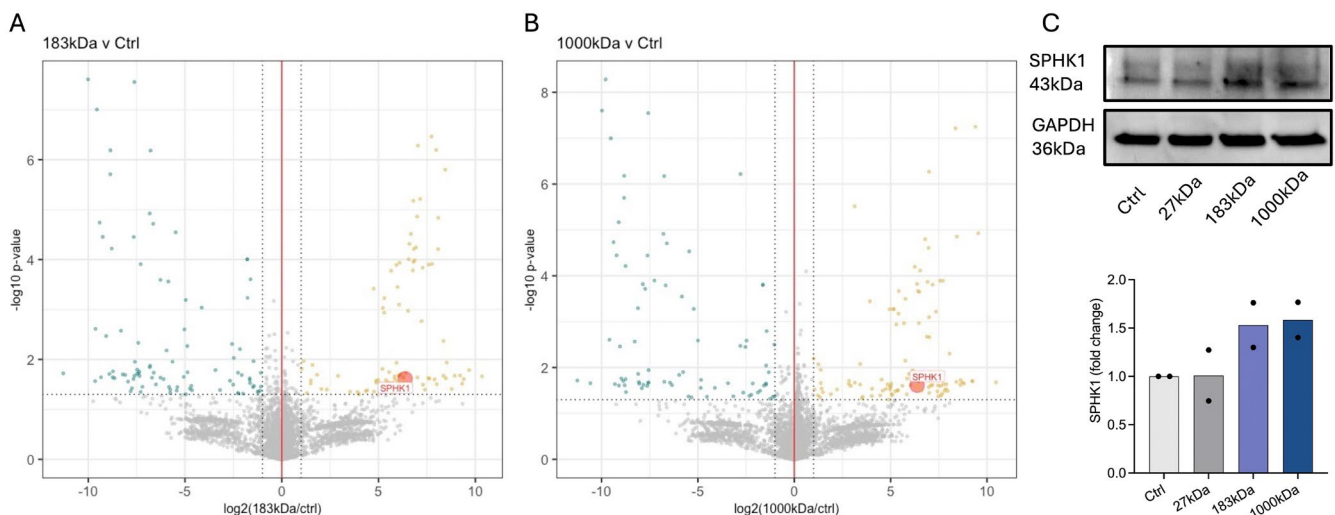 A
183kDa v Ctrl
-log10 p-value
6
4
2
0
SPHK1
-10
-5
0
5
10
log2(183kDa/ctrl)
B
1000kDa v Ctrl
-log10 p-value
8
6
4
2
0
SPHK1
-10
-5
0
5
10
log2(1000kDa/ctrl)
C
SPHK1
43kDa
GAPDH
36kDa
Ctrl
27kDa
183kDa
1000kDa
SPHK1 (fold change)
2.0
1.5
1.0
0.5
0.0
Ctrl
27kDa
183kDa
1000kDa